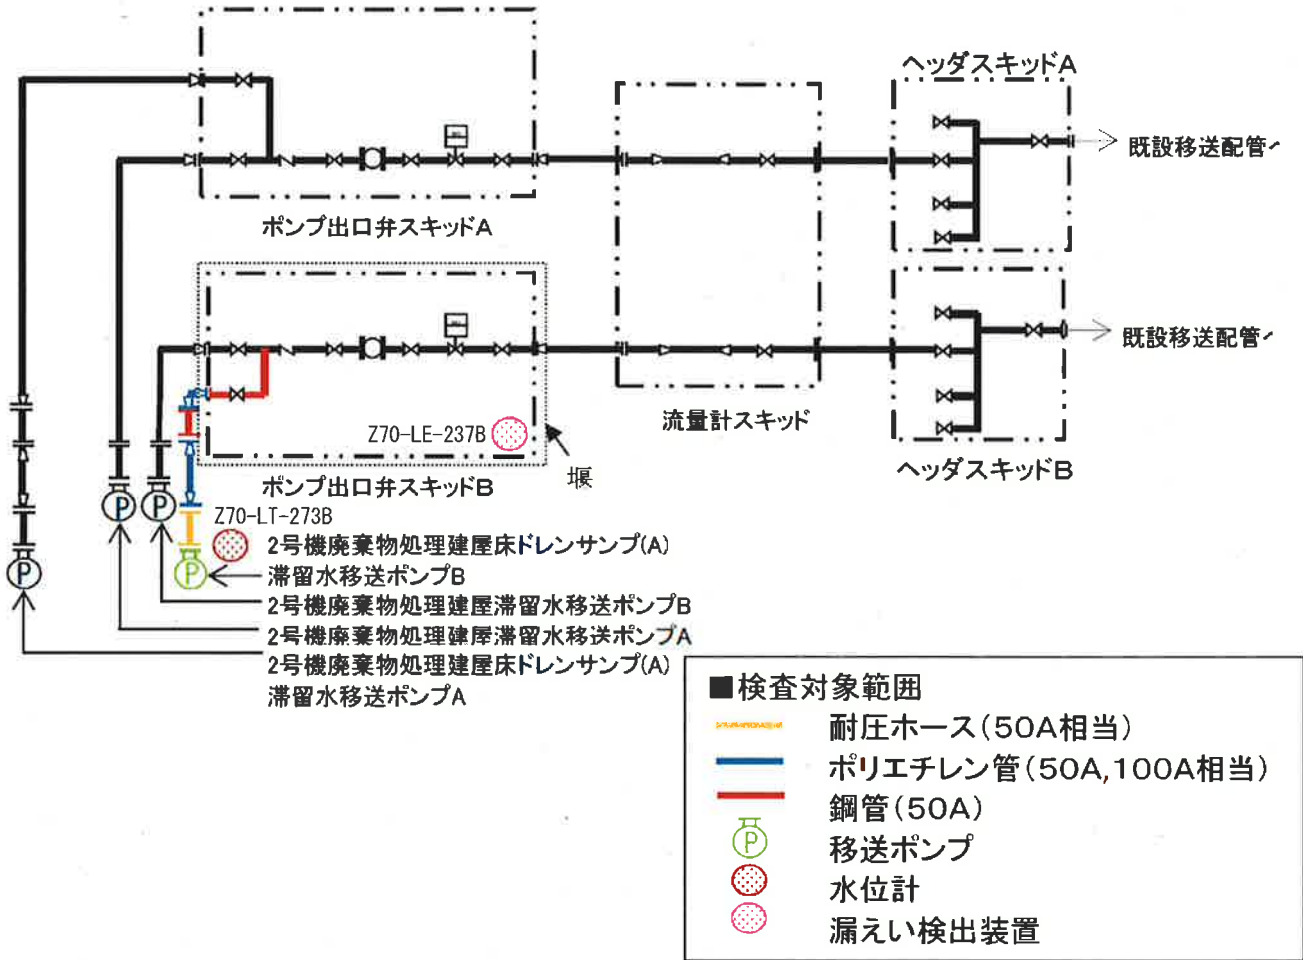 ヘッダスキッドA
既設移送配管へ
ポンプ出口弁スキッドA
既設移送配管へ
流量計スキッド
Z70-LE-237B
堰
ヘッダスキッドB
ポンプ出口弁スキッドB
Z70-LT-273B
P
P
P
P
2号機廃棄物処理建屋床ドレンサンプ(A)
滞留水移送ポンプB
2号機廃棄物処理建屋滞留水移送ポンプB
2号機廃棄物処理建屋滞留水移送ポンプA
2号機廃棄物処理建屋床ドレンサンプ(A)
滞留水移送ポンプA
■検査対象範囲
耐圧ホース(50A相当)
ポリエチレン管(50A,100A相当)
鋼管(50A)
P 移送ポンプ
水位計
漏えい検出装置